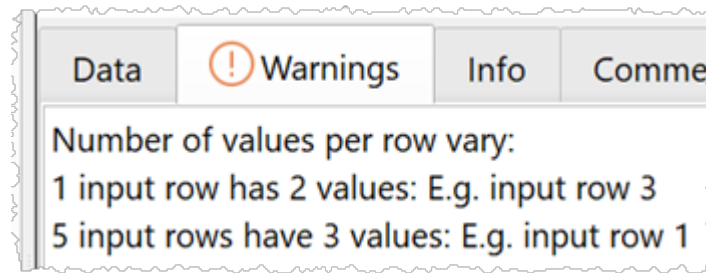 Data Warnings Info Comme
Number of values per row vary:
1 input row has 2 values: E.g. input row 3
5 input rows have 3 values: E.g. input row 1